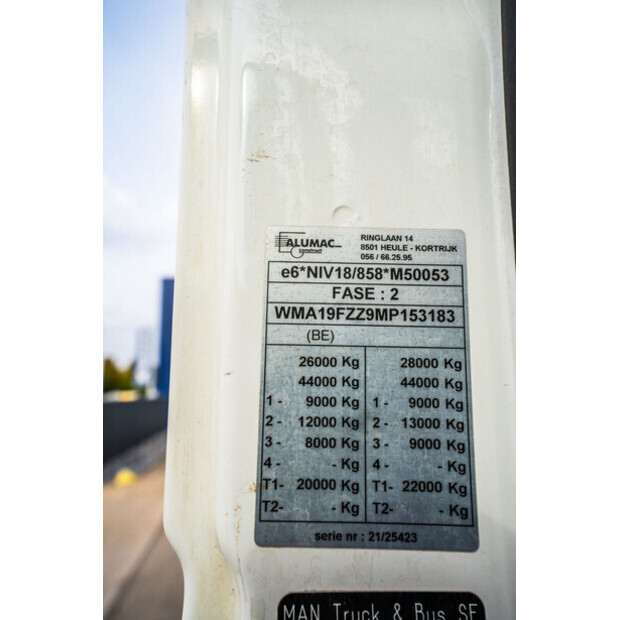 ALUMAC
construct
RINGLAAN 14
8501 HEULE - KORTRIJK
056 / 66.25.95
e6*NIV18/858*M50053
FASE : 2
WMA19FZZ9MP153183
(BE)
26000 Kg 28000 Kg
44000 Kg 44000 Kg
1 - 9000 Kg 1 - 9000 Kg
2 - 12000 Kg 2 - 13000 Kg
3 - 8000 Kg 3 - 9000 Kg
4 - - Kg 4 - - Kg
T1- 20000 Kg T1- 22000 Kg
T2- - Kg T2- - Kg
serie nr : 21/25423
MAN Truck & Bus SE